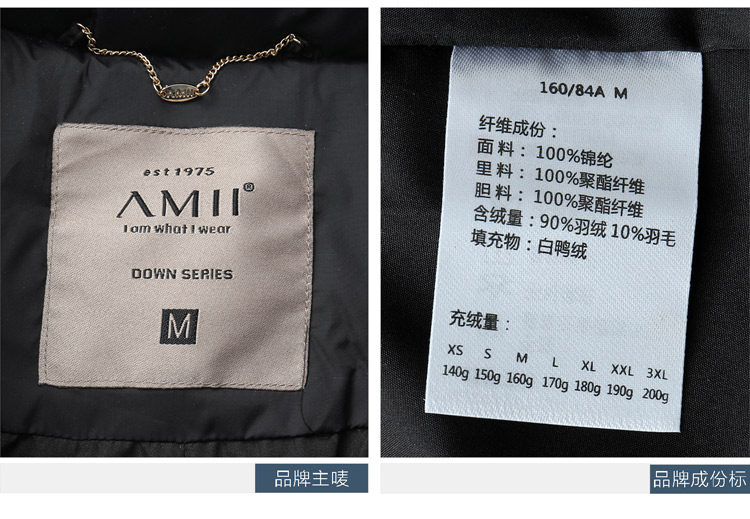 AMII
est 1975
AMII®
I am what I wear
DOWN SERIES
M
品牌主唛
160/84A M
纤维成份：
面 料：100%锦纶
里 料：100%聚酯纤维
胆 料：100%聚酯纤维
含绒量：90%羽绒 10%羽毛
填充物：白鸭绒
充绒量：
XS S M L XL XXL 3XL
140g 150g 160g 170g 180g 190g 200g
品牌成份标